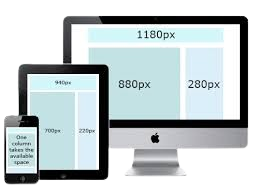 1180px
880px
280px
940px
700px
220px
One
column
takes the
available
space